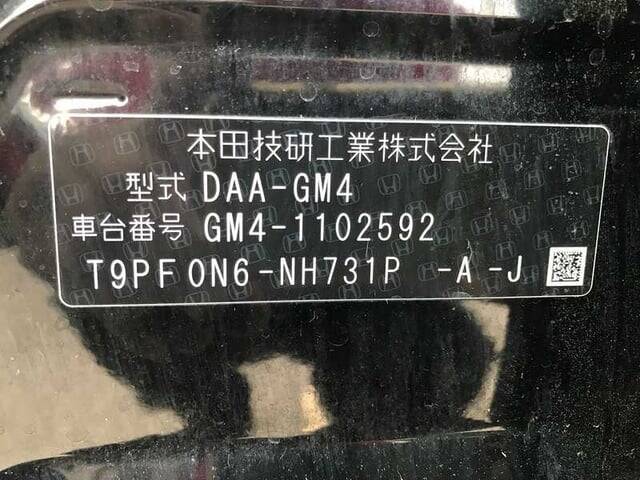 本田技研工業株式会社
型式 DAA-GM4
車台番号 GM4-1102592
T9PF0N6-NH731P -A -J